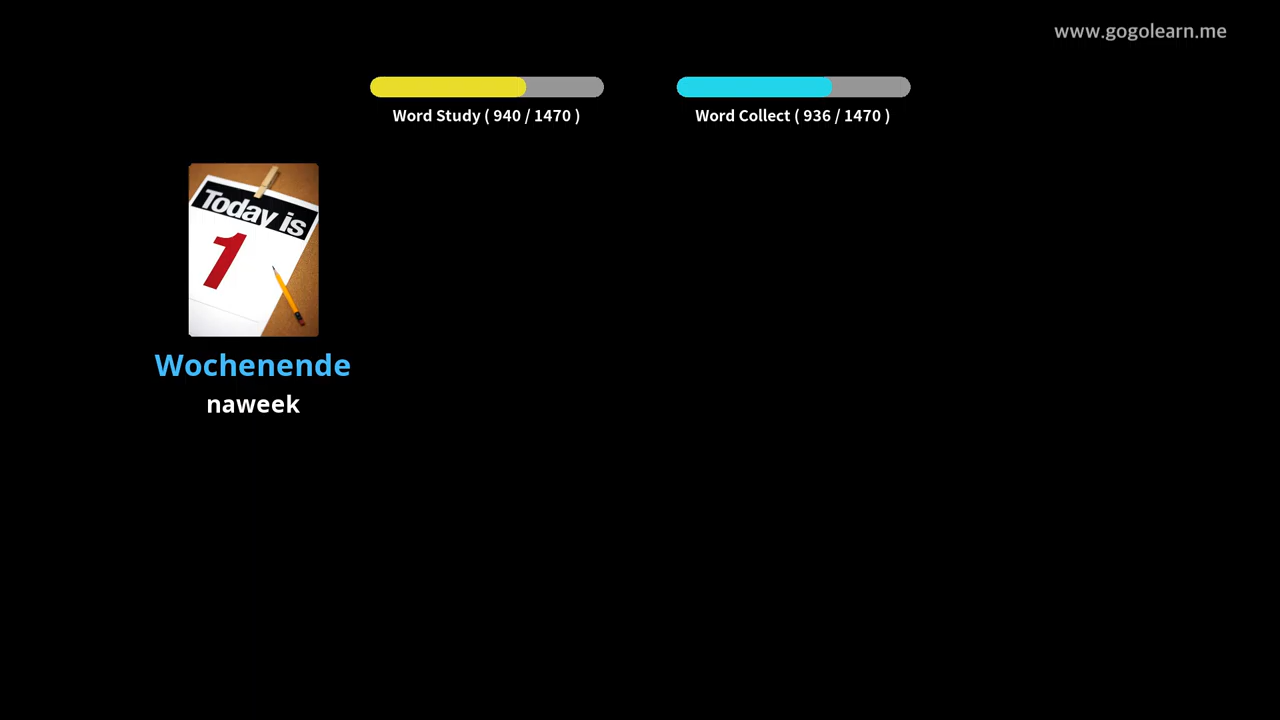 www.gogolearn.me
Word Study ( 940 / 1470 )
Word Collect ( 936 / 1470 )
Today is
1
Wochenende
naweek